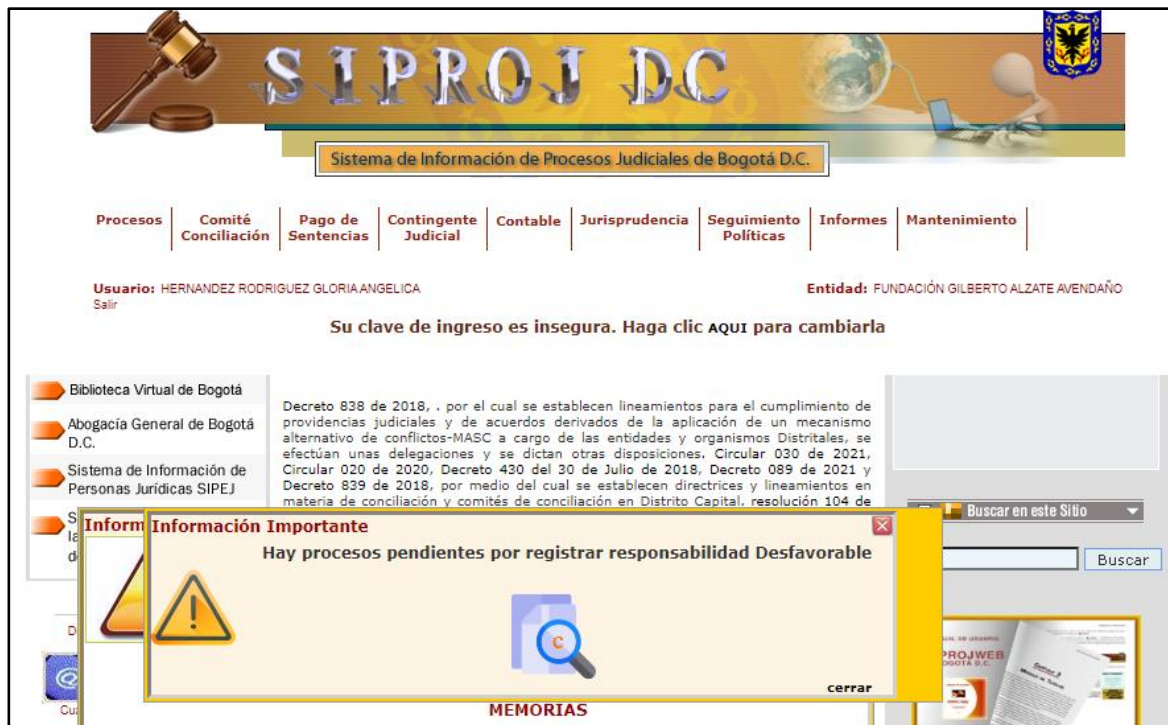 SIPROJ DC
Sistema de Información de Procesos Judiciales de Bogotá D.C.
Procesos
Comité
Conciliación
Pago de
Sentencias
Contingente
Judicial
Contable
Jurisprudencia
Seguimiento
Políticas
Informes
Mantenimiento
Usuario: HERNANDEZ RODRIGUEZ GLORIA ANGELICA
Entidad: FUNDACIÓN GILBERTO ALZATE AVENDAÑO
Salir
Su clave de ingreso es insegura. Haga clic AQUI para cambiarla
Biblioteca Virtual de Bogotá
Abogacía General de Bogotá
D.C.
Sistema de Información de
Personas Jurídicas SIPEJ
Decreto 838 de 2018, . por el cual se establecen lineamientos para el cumplimiento de
providencias judiciales y de acuerdos derivados de la aplicación de un mecanismo
alternativo de conflictos-MASC a cargo de las entidades y organismos Distritales, se
efectúan unas delegaciones y se dictan otras disposiciones. Circular 030 de 2021,
Circular 020 de 2020, Decreto 430 del 30 de Julio de 2018, Decreto 089 de 2021 y
Decreto 839 de 2018, por medio del cual se establecen directrices y lineamientos en
materia de conciliación y comités de conciliación en Distrito Capital. resolución 104 de
Inform
Información Importante
Hay procesos pendientes por registrar responsabilidad Desfavorable
c
cerrar
MEMORIAS
Buscar en este Sitio
Buscar
PROJWEB
BOGOTÁ D.C.